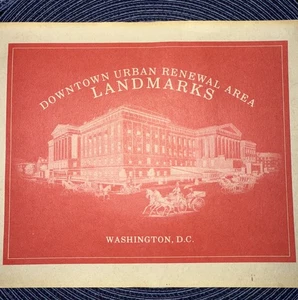 DOWNTOWN URBAN RENEWAL AREA
LANDMARKS
WASHINGTON, D.C.